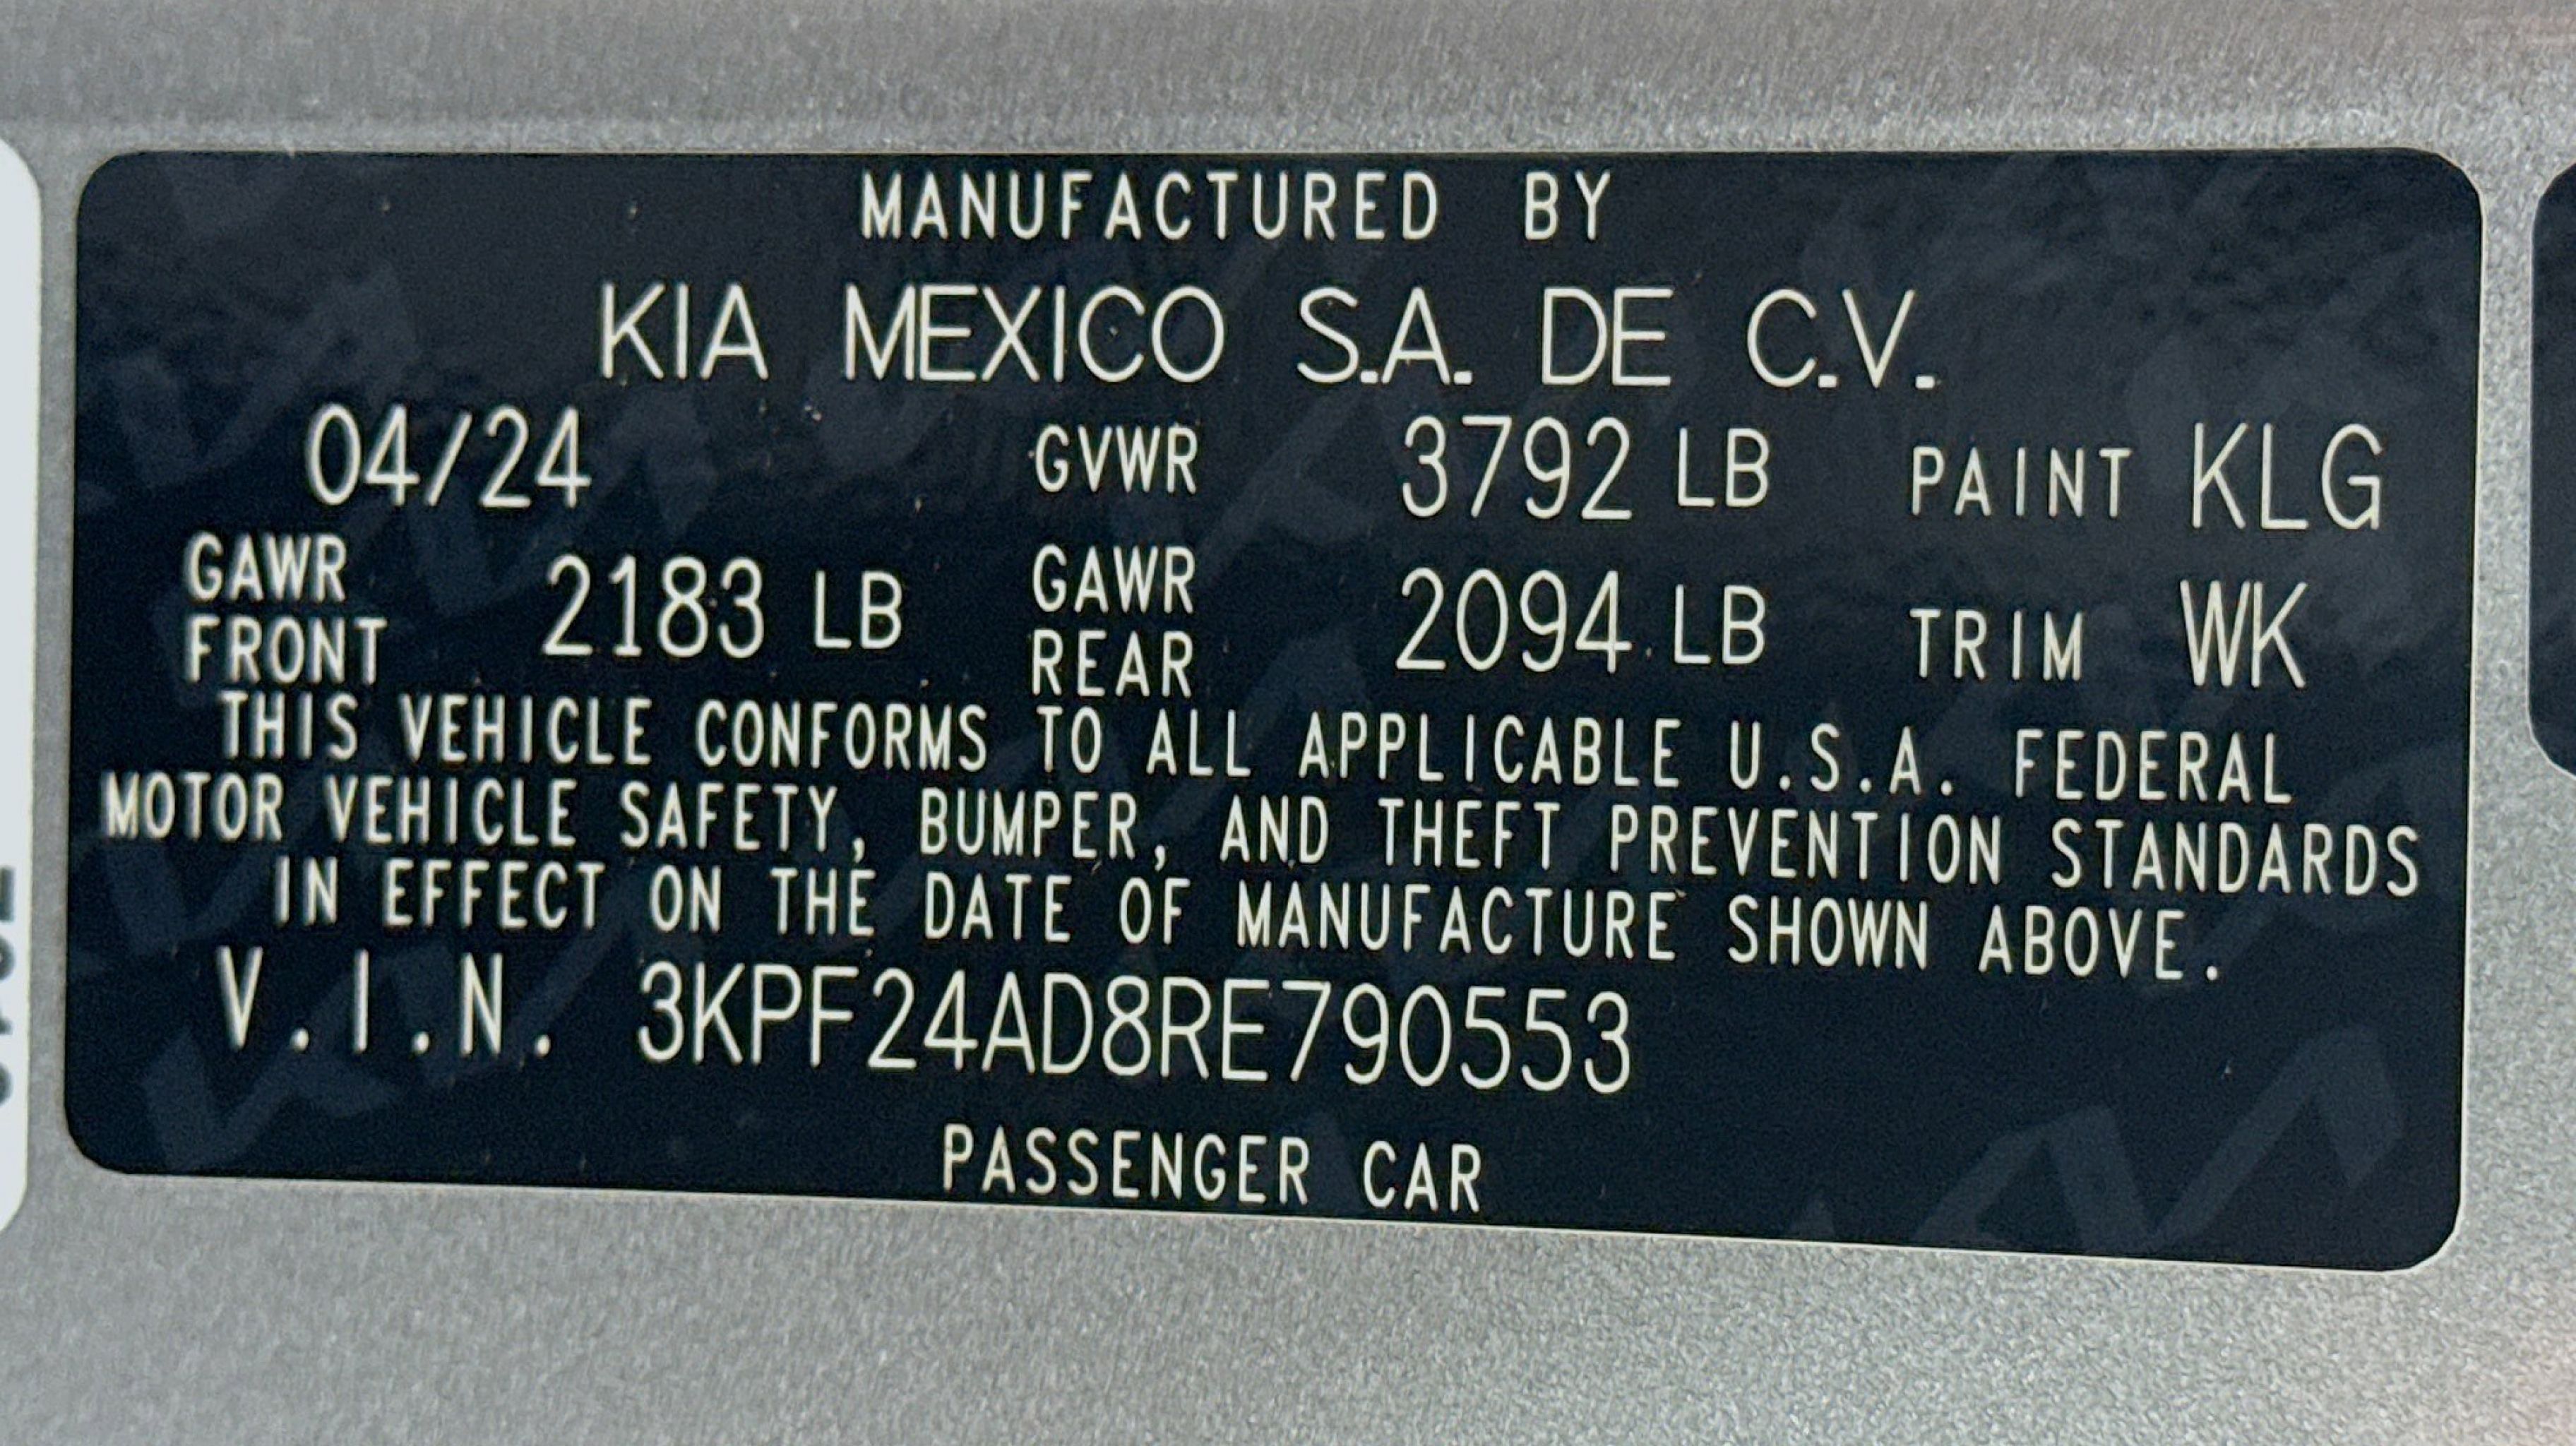 MANUFACTURED BY
KIA MEXICO S.A. DE C.V.
04/24 GVWR 3792 LB PAINT KLG
GAWR FRONT 2183 LB GAWR REAR 2094 LB TRIM WK
THIS VEHICLE CONFORMS TO ALL APPLICABLE U.S.A. FEDERAL
MOTOR VEHICLE SAFETY, BUMPER, AND THEFT PREVENTION STANDARDS
IN EFFECT ON THE DATE OF MANUFACTURE SHOWN ABOVE.
V.I.N. 3KPF24AD8RE790553
PASSENGER CAR